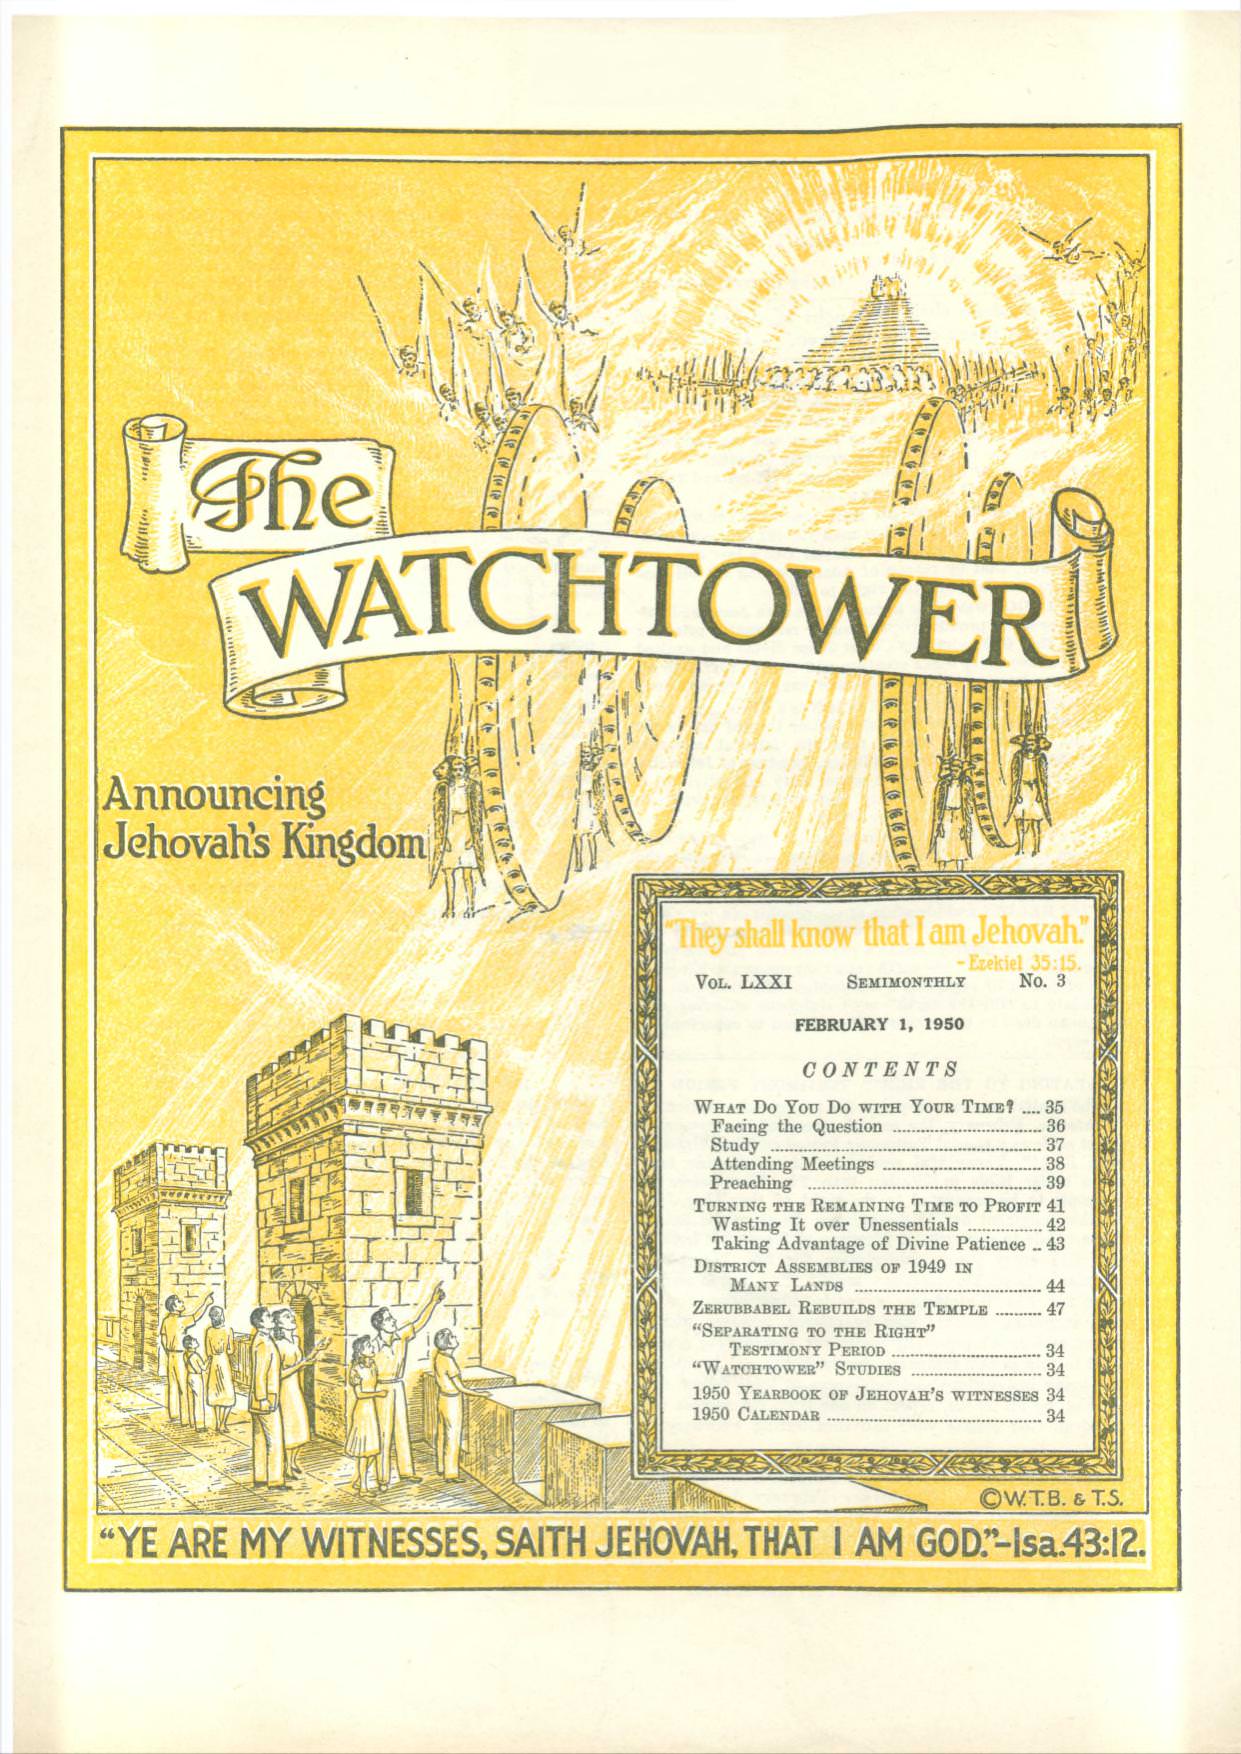 The
WATCHTOWER
Announcing
Jehovah's Kingdom
"They shall know that I am Jehovah."
-Ezekiel 35:15.
VOL. LXXI SEMIMONTHLY No. 3
FEBRUARY 1, 1950
CONTENTS
WHAT DO YOU DO WITH YOUR TIME? .... 35
Facing the Question ................................ 36
Study ........................................................ 37
Attending Meetings ................................ 38
Preaching ................................................ 39
TURNING THE REMAINING TIME TO PROFIT 41
Wasting It over Unessentials ............... 42
Taking Advantage of Divine Patience .. 43
DISTRICT ASSEMBLIES OF 1949 IN
MANY LANDS ........................................ 44
ZERUBBABEL REBUILDS THE TEMPLE .......... 47
"SEPARATING TO THE RIGHT"
TESTIMONY PERIOD ................................ 34
"WATCHTOWER" STUDIES ........................... 34
1950 YEARBOOK OF JEHOVAH'S WITNESSES 34
1950 CALENDAR ............................................. 34
©W.T.B. & T.S.
"YE ARE MY WITNESSES, SAITH JEHOVAH, THAT I AM GOD."-Isa.43:12.